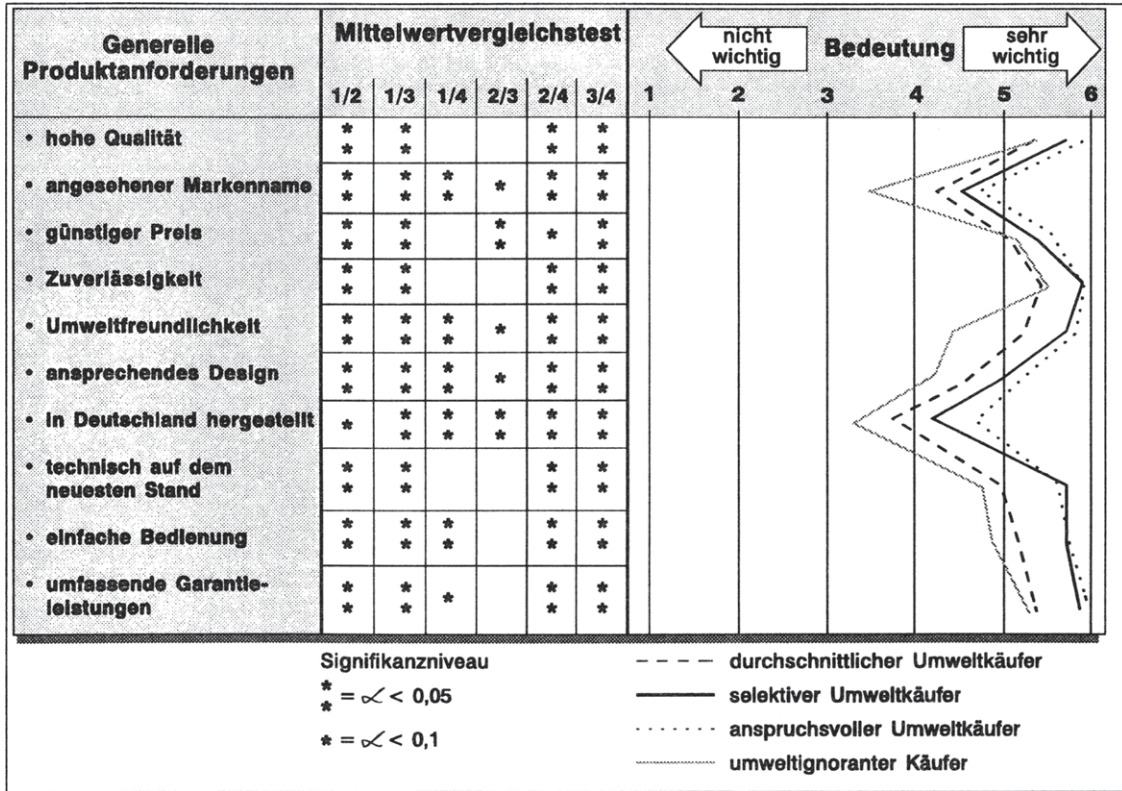 Generelle
Produktanforderungen
Mittelwertvergleichstest
1/2 1/3 1/4 2/3 2/4 3/4
nicht
wichtig
Bedeutung
sehr
wichtig
1 2 3 4 5 6
• hohe Qualität ** ** ** **
• angesehener Markenname ** ** ** * ** **
• günstiger Preis ** ** ** * **
• Zuverlässigkeit ** ** ** **
• Umweltfreundlichkeit ** ** ** * ** **
• ansprechendes Design ** ** ** * ** **
• in Deutschland hergestellt * ** ** ** ** **
• technisch auf dem
neuesten Stand ** ** ** **
• einfache Bedienung ** ** ** ** **
• umfassende Garantie-
leistungen ** ** * ** **
Signifikanzniveau
** = α < 0,05
* = α < 0,1
durchschnittlicher Umweltkäufer
selektiver Umweltkäufer
anspruchsvoller Umweltkäufer
umweltignoranter Käufer